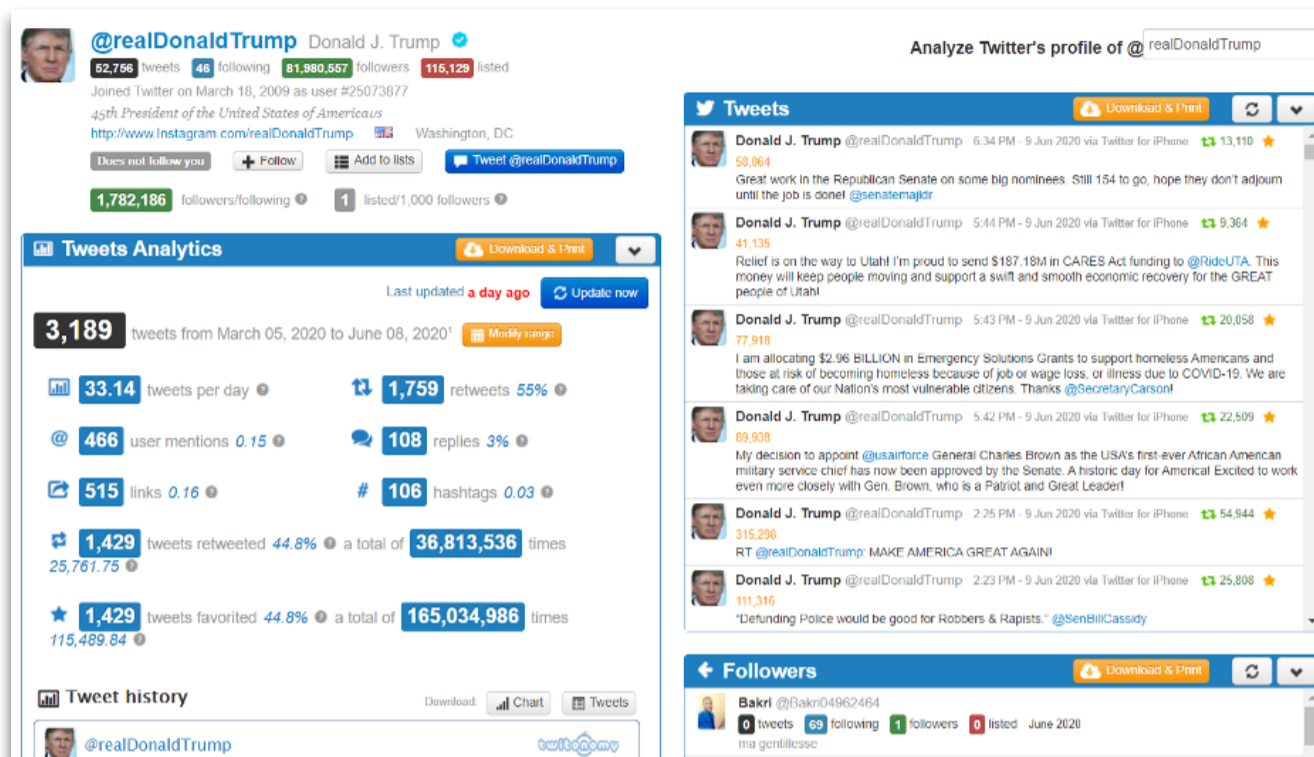 @realDonaldTrump Donald J. Trump
52,756 tweets 46 following 81,980,557 followers 115,129 listed
Joined Twitter on March 18, 2009 as user #25073877
45th President of the United States of America🇺🇸
http://www.Instagram.com/realDonaldTrump Washington, DC
Does not follow you Follow Add to lists Tweet @realDonaldTrump
1,782,186 followers/following 1 listed/1,000 followers
Tweets Analytics Download & Print
Last updated a day ago Update now
3,189 tweets from March 05, 2020 to June 08, 2020¹ Modify range
33.14 tweets per day 1,759 retweets 55%
@ 466 user mentions 0.15 108 replies 3%
515 links 0.16 # 106 hashtags 0.03
1,429 tweets retweeted 44.8% a total of 36,813,536 times
25,761.75
1,429 tweets favorited 44.8% a total of 165,034,986 times
115,489.84
Tweet history Download: Chart Tweets
@realDonaldTrump twitonomy
Analyze Twitter's profile of @ realDonaldTrump
Tweets Download & Print
Donald J. Trump @realDonaldTrump 6:34 PM - 9 Jun 2020 via Twitter for iPhone 13,110
58,064
Great work in the Republican Senate on some big nominees. Still 154 to go, hope they don't adjourn
until the job is done! @senatemajldr
Donald J. Trump @realDonaldTrump 5:44 PM - 9 Jun 2020 via Twitter for iPhone 9,364
41,135
Relief is on the way to Utah! I'm proud to send $187.18M in CARES Act funding to @RideUTA. This
money will keep people moving and support a swift and smooth economic recovery for the GREAT
people of Utah!
Donald J. Trump @realDonaldTrump 5:43 PM - 9 Jun 2020 via Twitter for iPhone 20,058
77,918
I am allocating $2.96 BILLION in Emergency Solutions Grants to support homeless Americans and
those at risk of becoming homeless because of job or wage loss, or illness due to COVID-19. We are
taking care of our Nation's most vulnerable citizens. Thanks @SecretaryCarson!
Donald J. Trump @realDonaldTrump 5:42 PM - 9 Jun 2020 via Twitter for iPhone 22,509
89,938
My decision to appoint @usairforce General Charles Brown as the USA's first-ever African American
military service chief has now been approved by the Senate. A historic day for America! Excited to work
even more closely with Gen. Brown, who is a Patriot and Great Leader!
Donald J. Trump @realDonaldTrump 2:25 PM - 9 Jun 2020 via Twitter for iPhone 54,944
315,296
RT @realDonaldTrump: MAKE AMERICA GREAT AGAIN!
Donald J. Trump @realDonaldTrump 2:23 PM - 9 Jun 2020 via Twitter for iPhone 25,808
111,316
"Defunding Police would be good for Robbers & Rapists." @SenBillCassidy
Followers Download & Print
Bakri @Bakri04962464
0 tweets 69 following 1 followers 0 listed June 2020
ma gentillesse